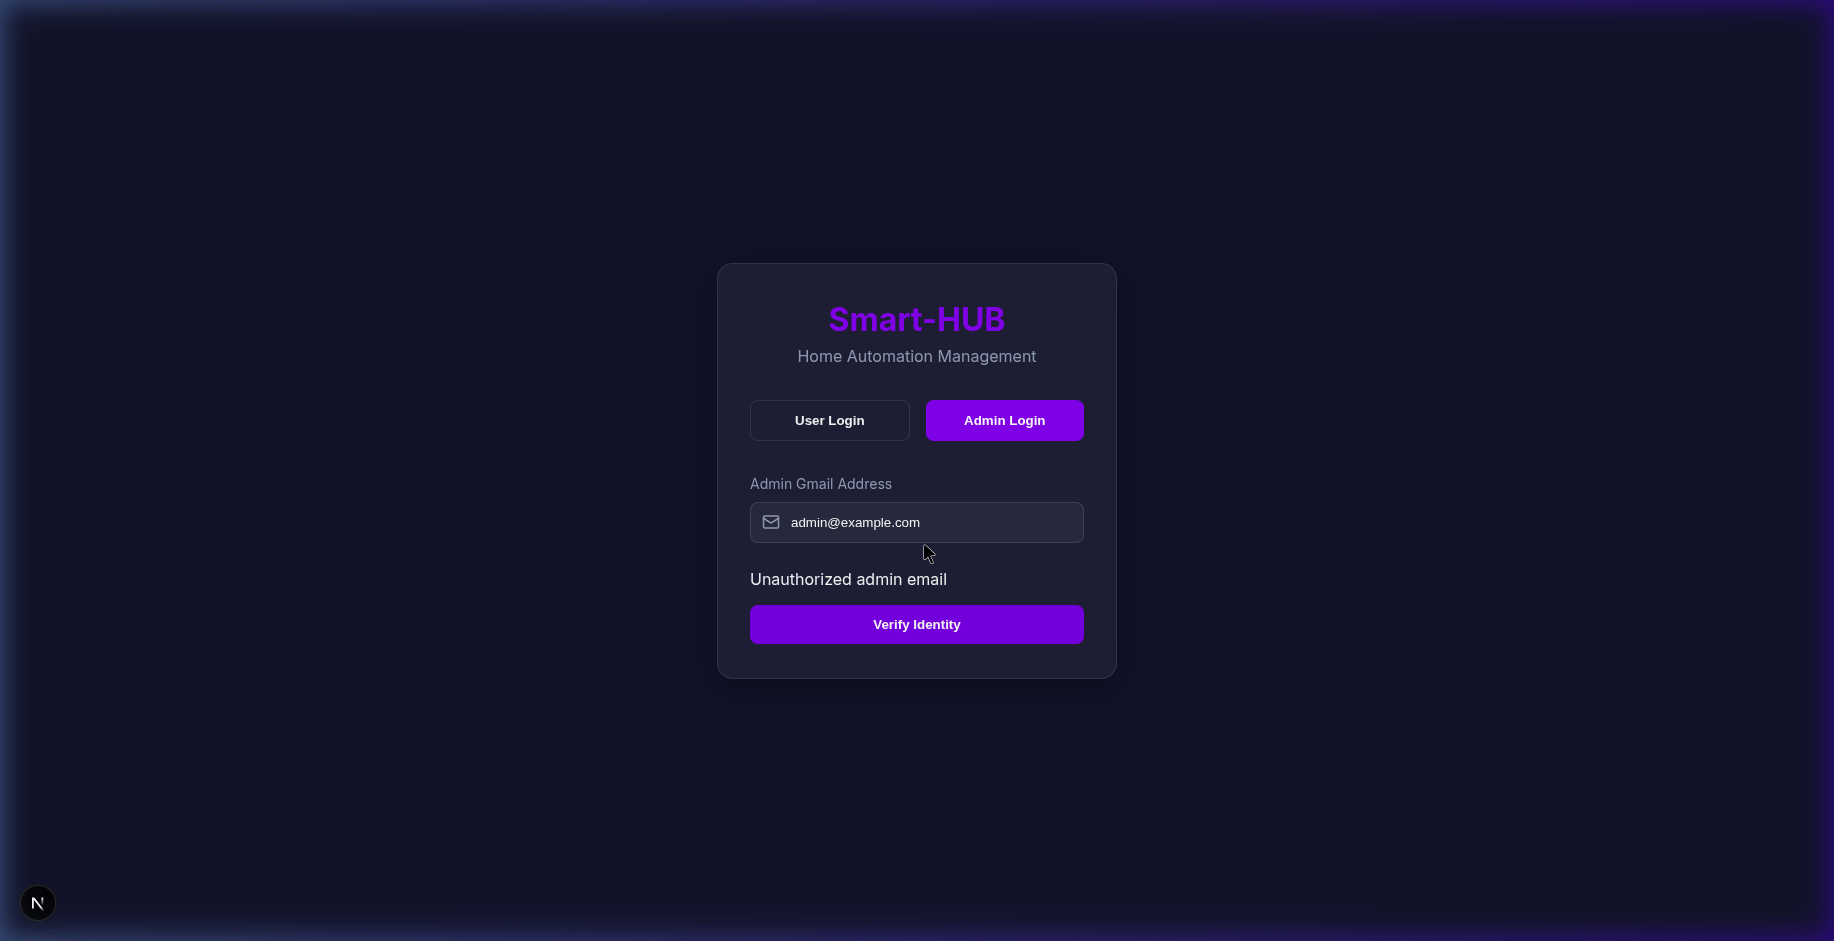 Smart-HUB
Home Automation Management
User Login
Admin Login
Admin Gmail Address
admin@example.com
Unauthorized admin email
Verify Identity
N